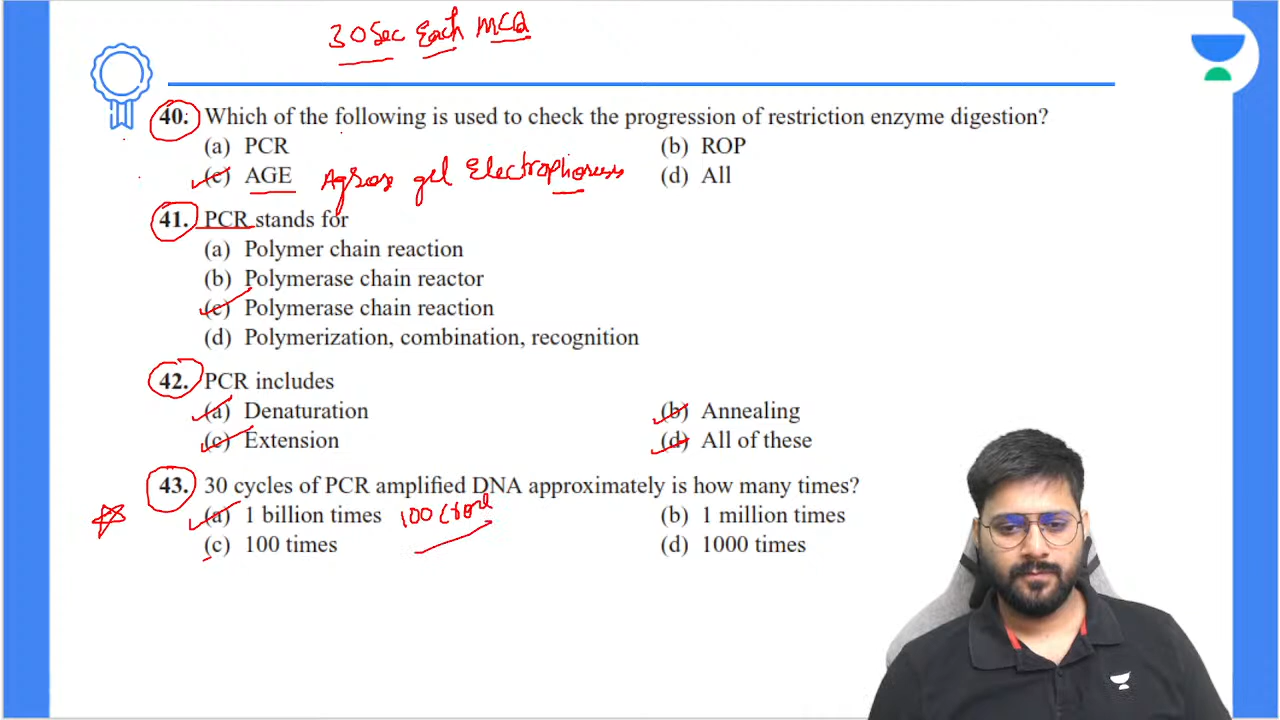 30 Sec Each MCQ
40. Which of the following is used to check the progression of restriction enzyme digestion?
(a) PCR (b) ROP
(c) AGE Agrose gel Electrophoresis (d) All
41. PCR stands for
(a) Polymer chain reaction
(b) Polymerase chain reactor
(c) Polymerase chain reaction
(d) Polymerization, combination, recognition
42. PCR includes
(a) Denaturation (b) Annealing
(c) Extension (d) All of these
43. 30 cycles of PCR amplified DNA approximately is how many times?
(a) 1 billion times 100 Crore (b) 1 million times
(c) 100 times (d) 1000 times